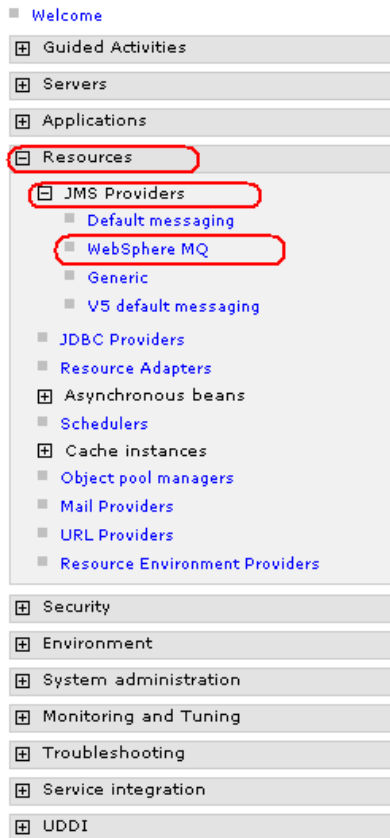 Welcome
Guided Activities
Servers
Applications
Resources
JMS Providers
Default messaging
WebSphere MQ
Generic
V5 default messaging
JDBC Providers
Resource Adapters
Asynchronous beans
Schedulers
Cache instances
Object pool managers
Mail Providers
URL Providers
Resource Environment Providers
Security
Environment
System administration
Monitoring and Tuning
Troubleshooting
Service integration
UDDI